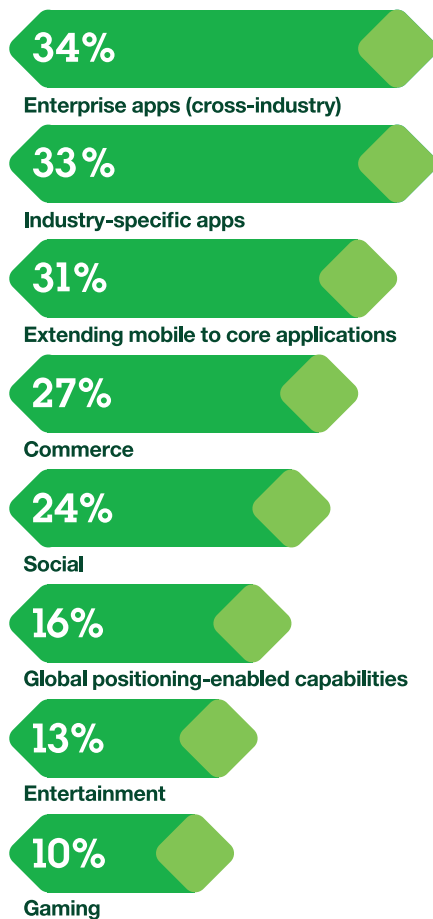 34%
Enterprise apps (cross-industry)
33%
Industry-specific apps
31%
Extending mobile to core applications
27%
Commerce
24%
Social
16%
Global positioning-enabled capabilities
13%
Entertainment
10%
Gaming